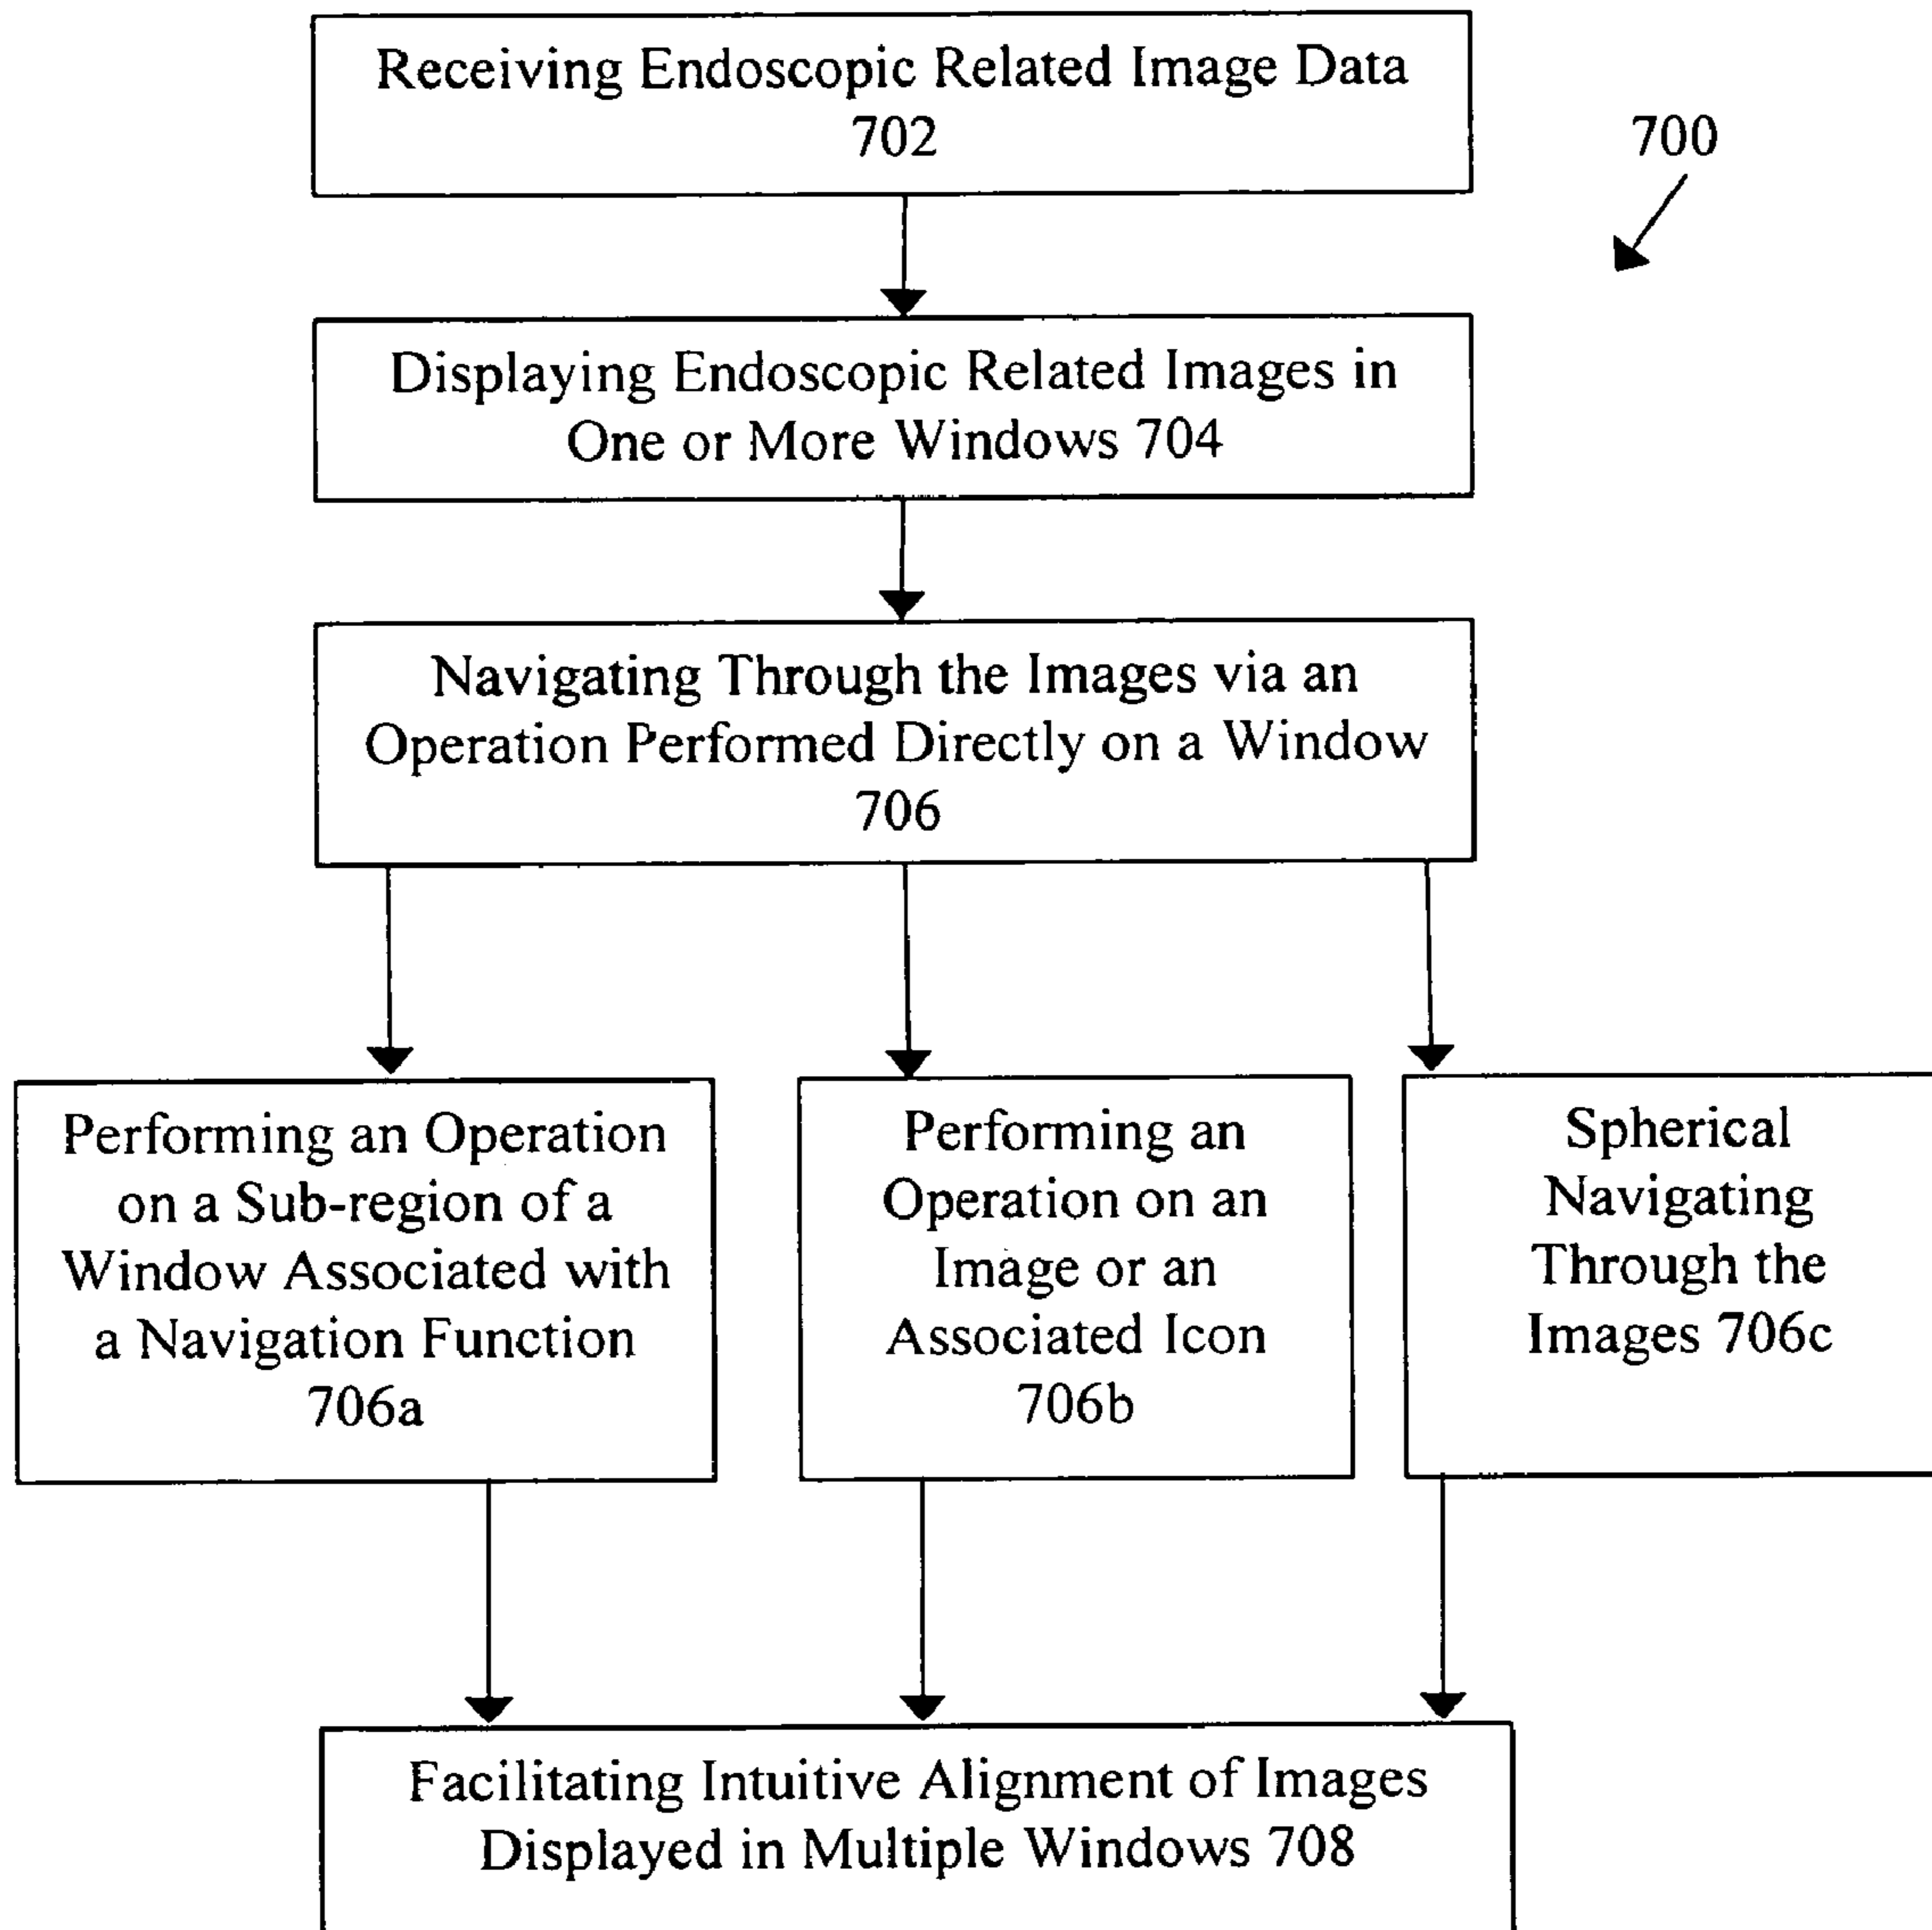 Receiving Endoscopic Related Image Data
702
700
Displaying Endoscopic Related Images in
One or More Windows 704
Navigating Through the Images via an
Operation Performed Directly on a Window
706
Performing an Operation
on a Sub-region of a
Window Associated with
a Navigation Function
706a
Performing an
Operation on an
Image or an
Associated Icon
706b
Spherical
Navigating
Through the
Images 706c
Facilitating Intuitive Alignment of Images
Displayed in Multiple Windows 708